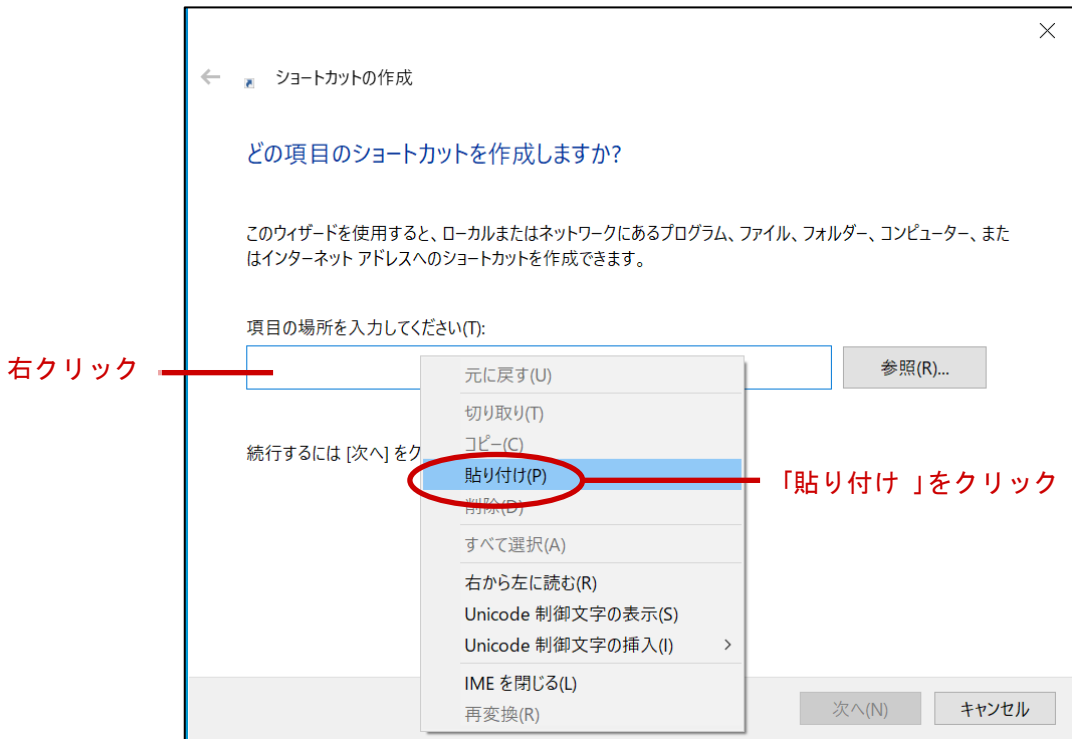 ショートカットの作成
どの項目のショートカットを作成しますか?
このウィザードを使用すると、ローカルまたはネットワークにあるプログラム、ファイル、フォルダー、コンピューター、また
はインターネット アドレスへのショートカットを作成できます。
項目の場所を入力してください(T):
右クリック
参照(R)...
元に戻す(U)
切り取り(T)
コピー(C)
続行するには [次へ] をク
貼り付け(P)
「貼り付け 」をクリック
削除(D)
すべて選択(A)
右から左に読む(R)
Unicode 制御文字の表示(S)
Unicode 制御文字の挿入(I)
IME を閉じる(L)
再変換(R)
次へ(N)
キャンセル